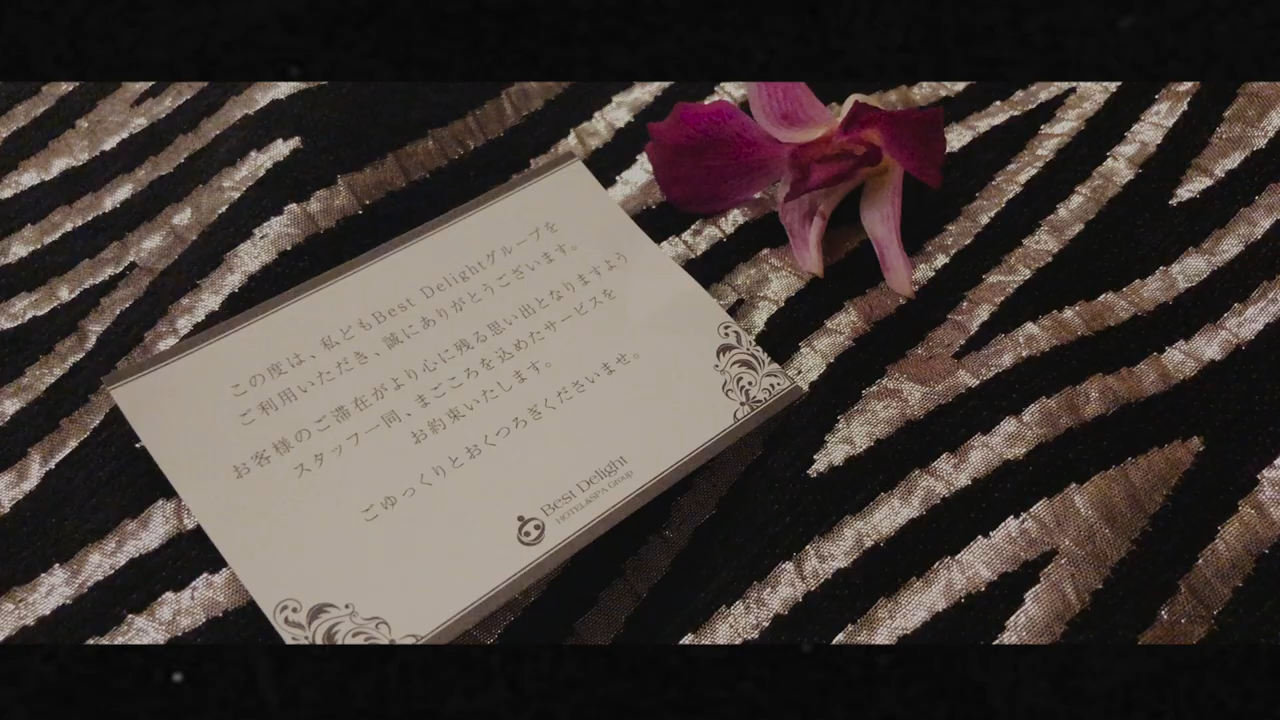 この度は、私どもBest Delightグループを
ご利用いただき、誠にありがとうございます。
お客様のご滞在がより心に残る思い出となりますよう
スタッフ一同、まごころを込めたサービスを
お約束いたします。
ごゆっくりとおくつろぎくださいませ。
Best Delight
HOTEL&SPA Group